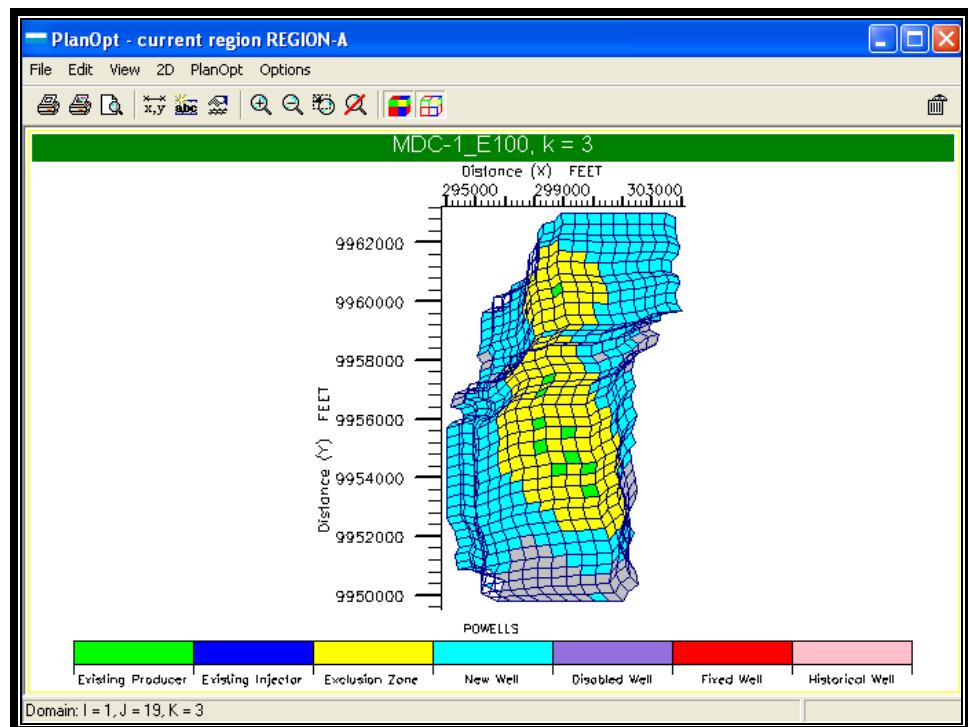 PlanOpt - current region REGION-A
File Edit View 2D PlanOpt Options
x,y abc
MDC-1_E100, k = 3
Distance (X) FEET
295000 299000 303000
9962000
9960000
9958000
9956000
9954000
9952000
9950000
Distance (Y) FEET
POWELLS
Existing Producer Existing Injector Exclusion Zone New Well Disabled Well Fixed Well Historical Well
Domain: I = 1, J = 19, K = 3